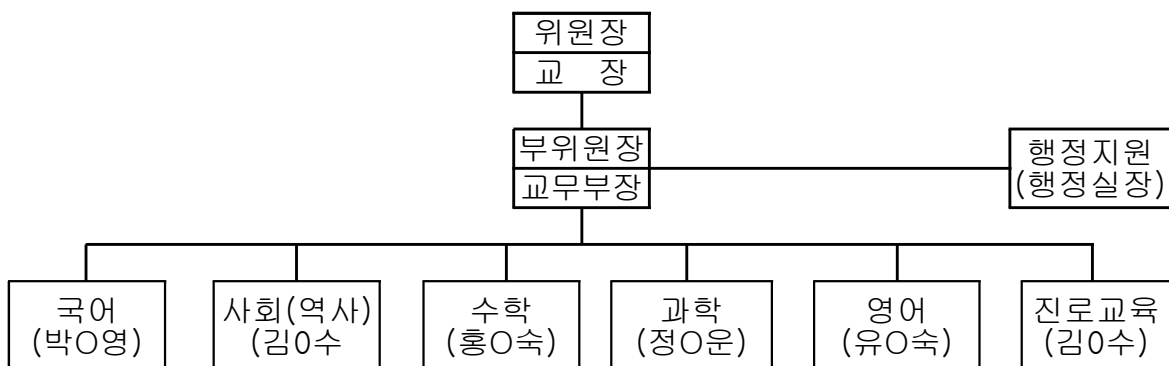 위원장
교 장
부위원장
교무부장
행정지원
(행정실장)
국어
(박O영)
사회(역사)
(김0수
수학
(홍O숙)
과학
(정O운)
영어
(유O숙)
진로교육
(김0수)